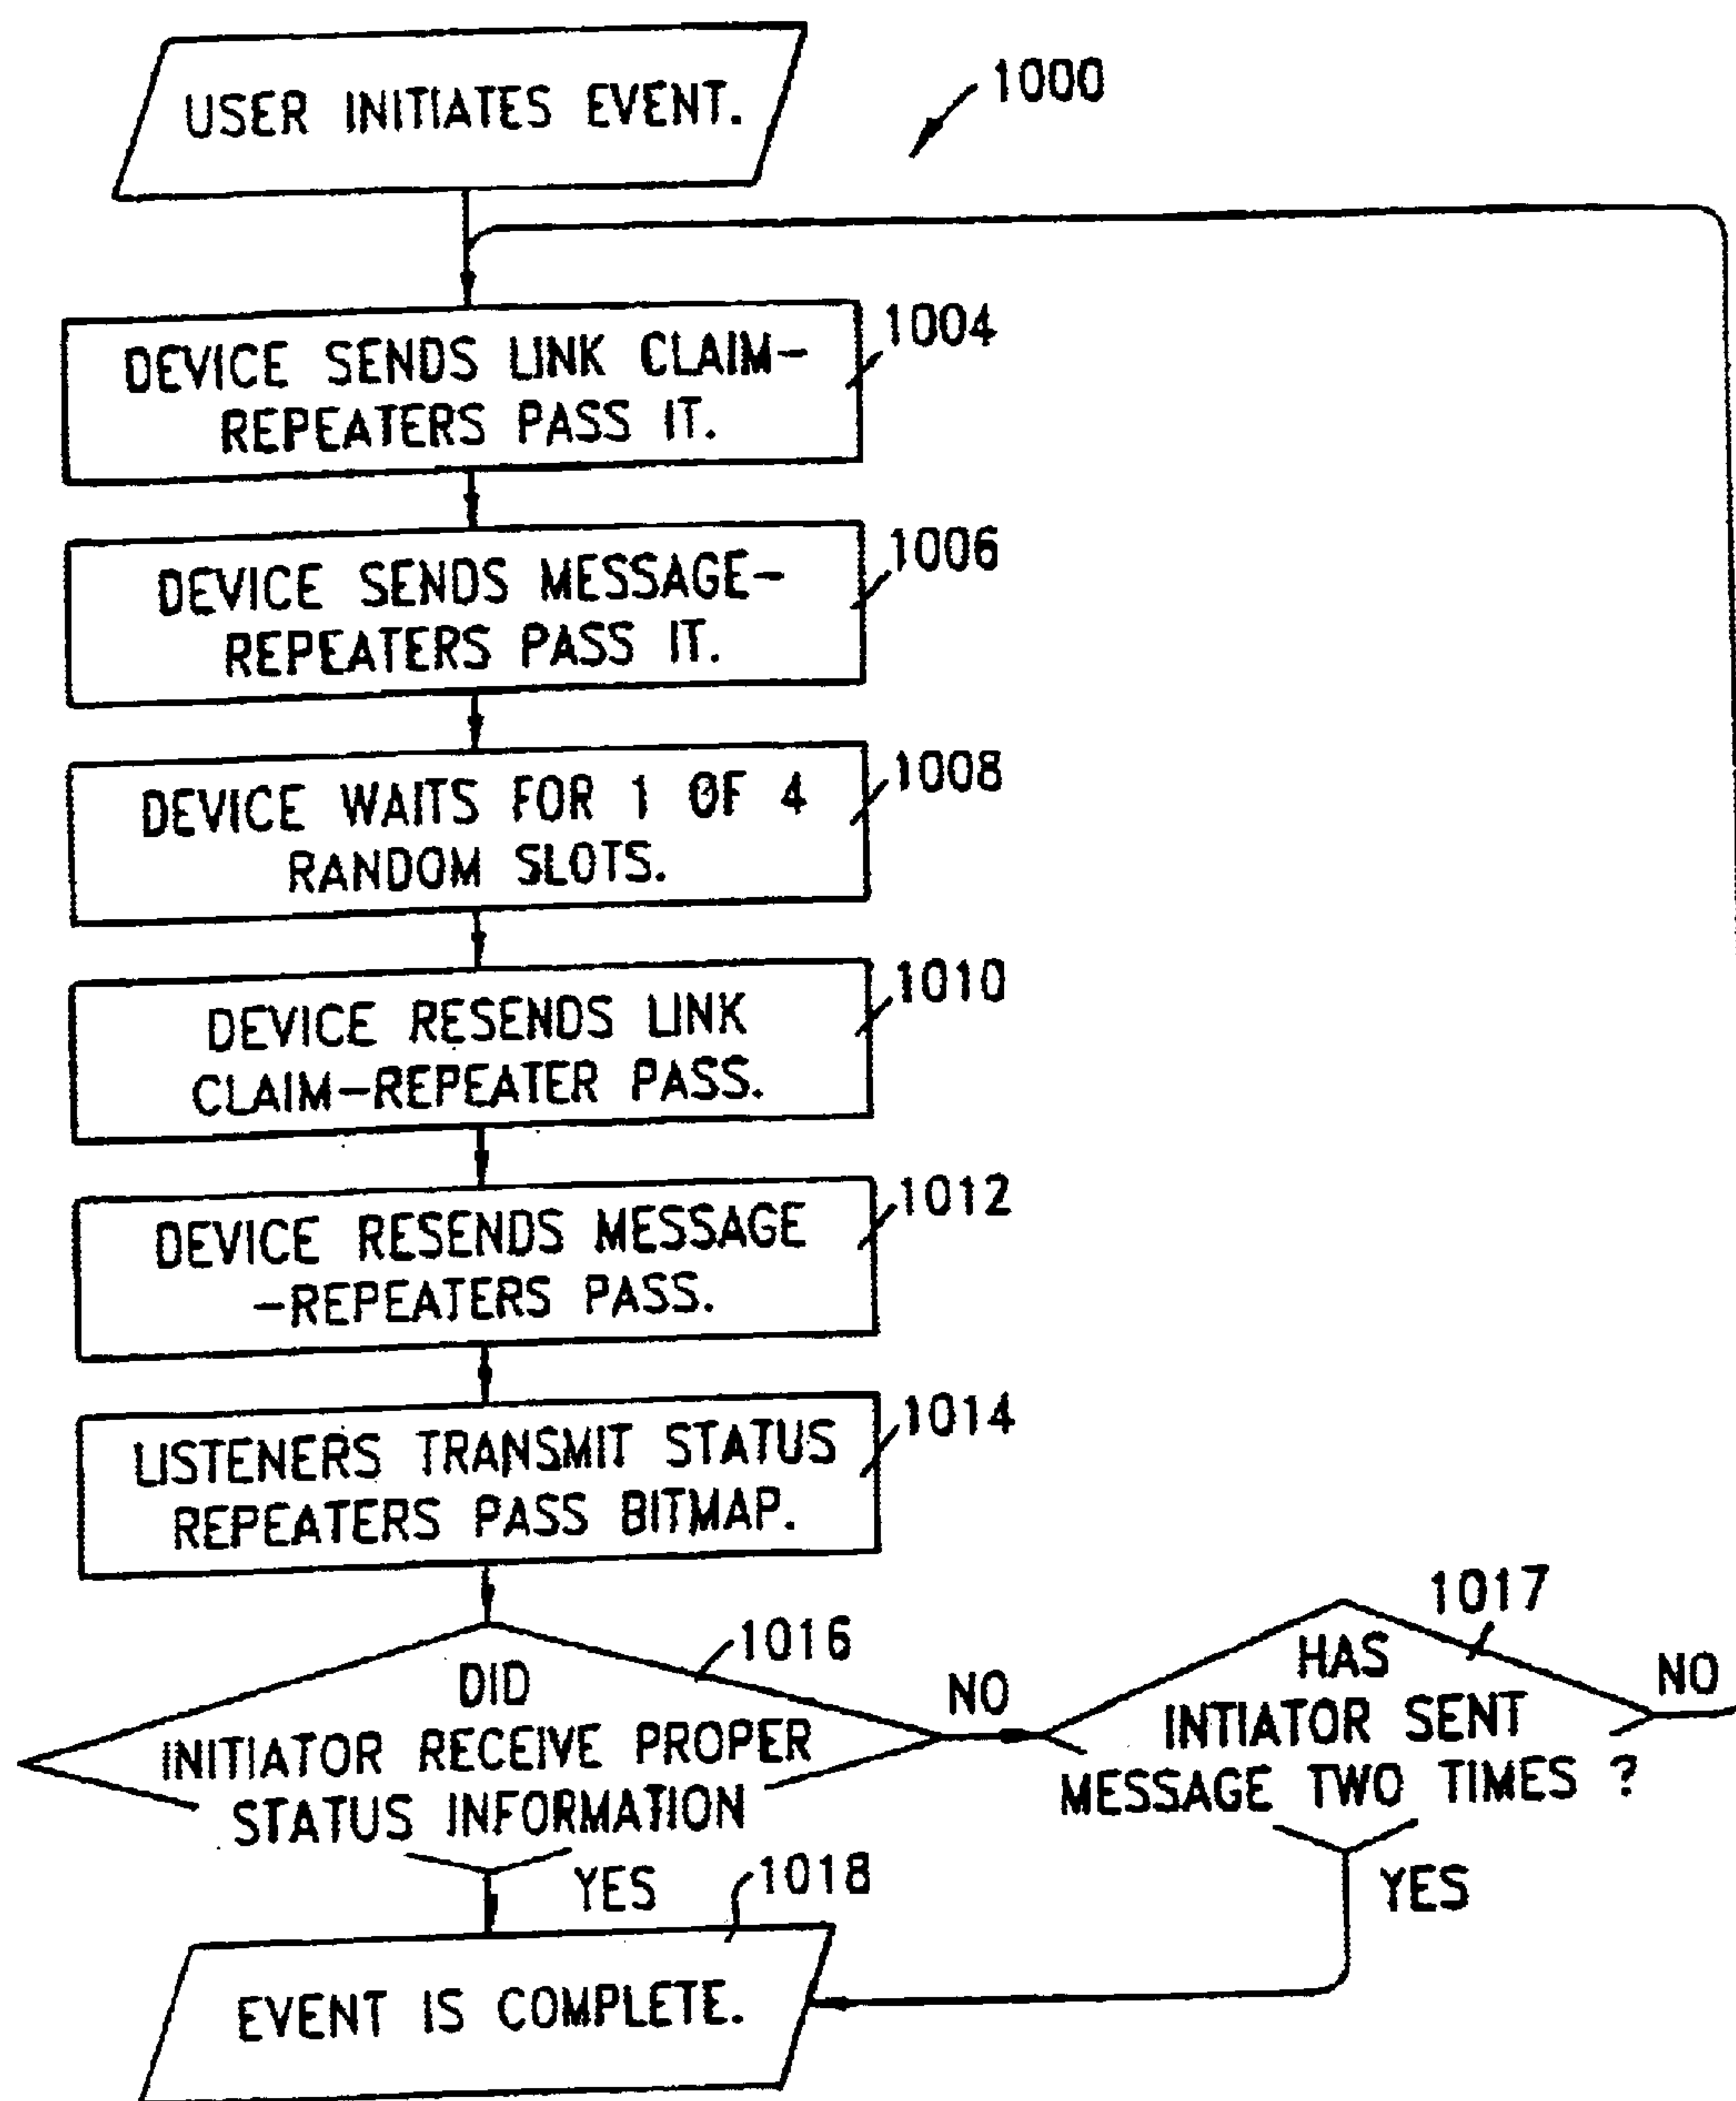 USER INITIATES EVENT.
1000
DEVICE SENDS LINK CLAIM-
REPEATERS PASS IT.
1004
DEVICE SENDS MESSAGE-
REPEATERS PASS IT.
1006
DEVICE WAITS FOR 1 OF 4
RANDOM SLOTS.
1008
DEVICE RESENDS LINK
CLAIM-REPEATER PASS.
1010
DEVICE RESENDS MESSAGE
-REPEATERS PASS.
1012
LISTENERS TRANSMIT STATUS
REPEATERS PASS BITMAP.
1014
DID
INITIATOR RECEIVE PROPER
STATUS INFORMATION
1016
NO
YES
HAS
INTIATOR SENT
MESSAGE TWO TIMES ?
1017
NO
YES
EVENT IS COMPLETE.
1018